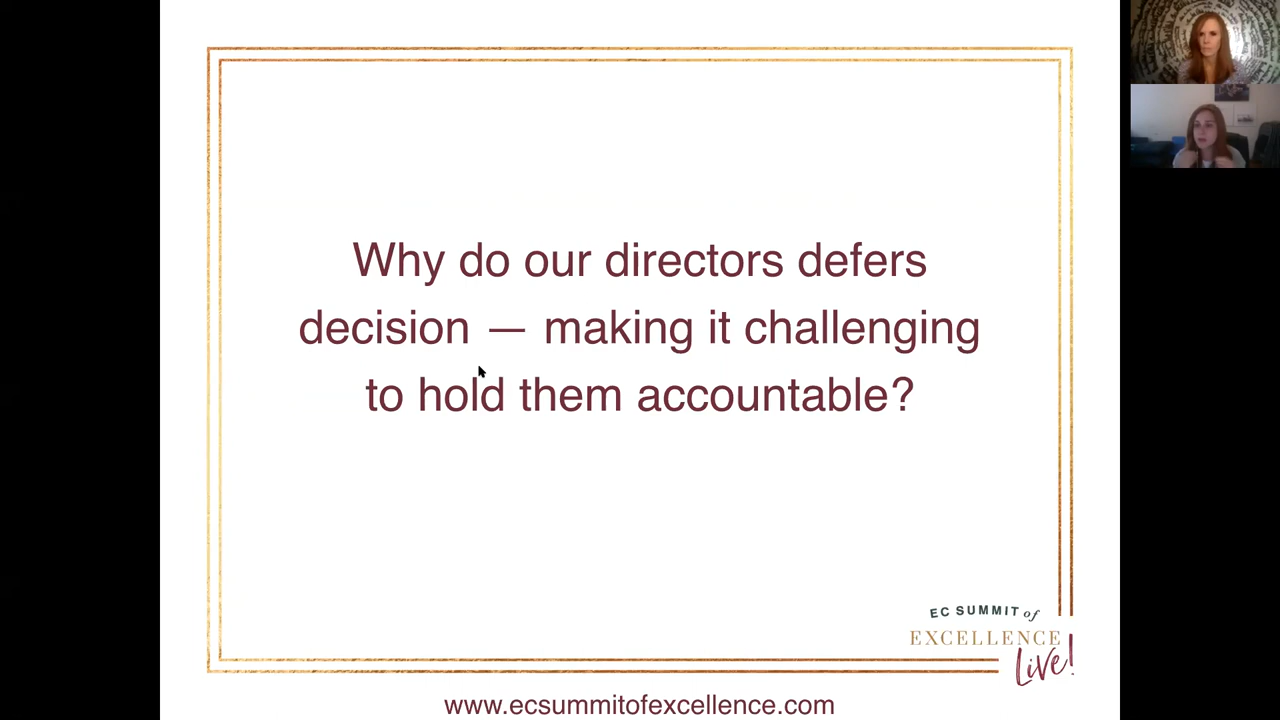 Why do our directors defers
decision — making it challenging
to hold them accountable?
EC SUMMIT of
EXCELLENCE
Live!
www.ecsummitofexcellence.com